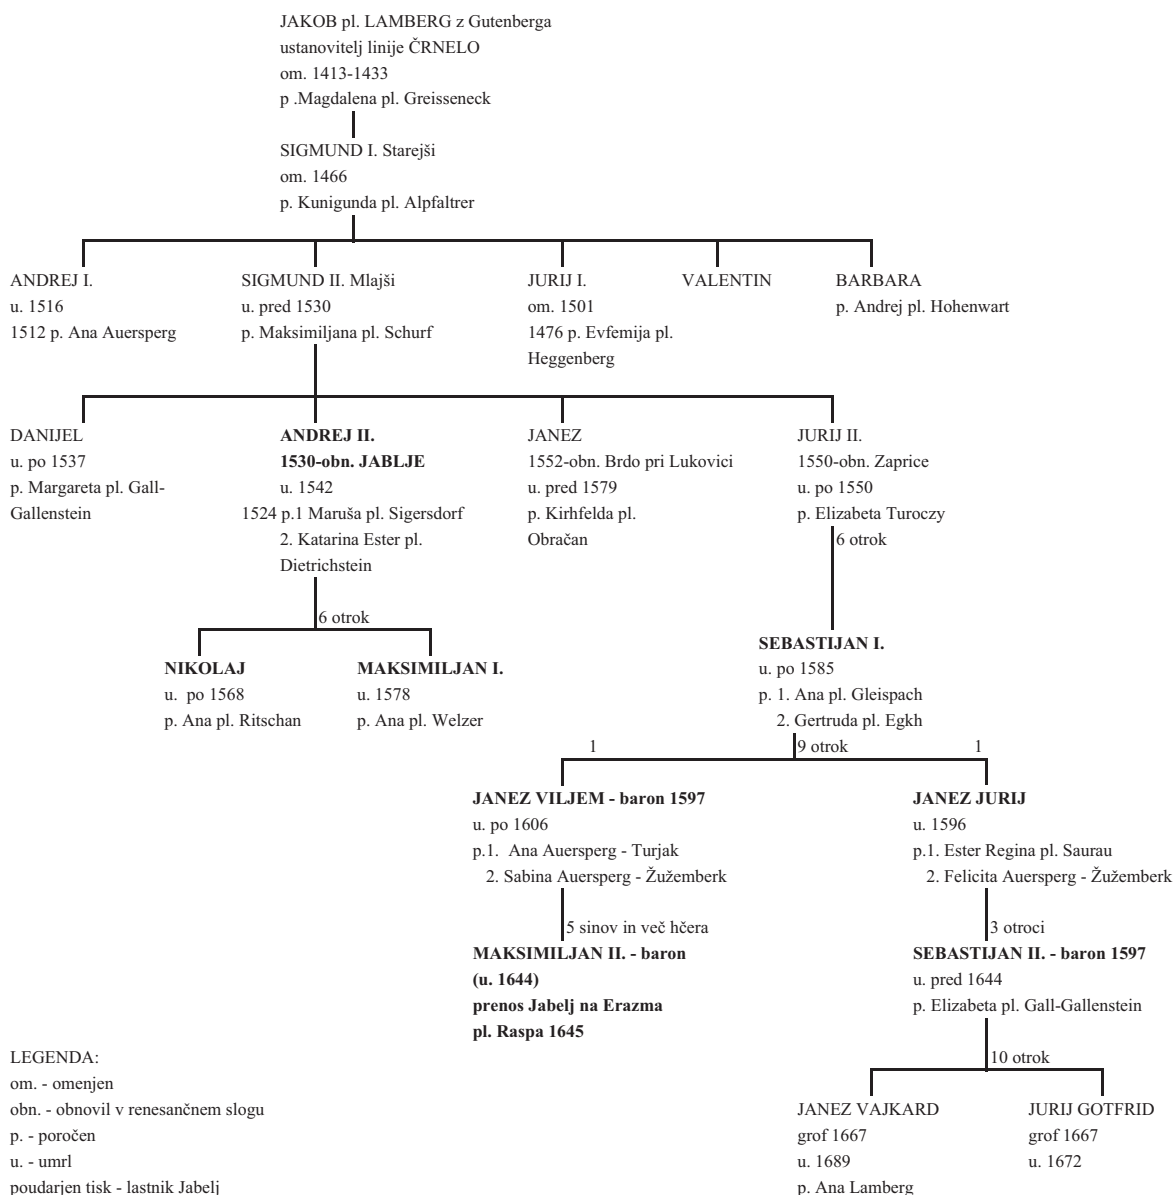 JAKOB pl. LAMBERG z Gutenberga
ustanovitelj linije ČRNELO
om. 1413-1433
p .Magdalena pl. Greisseneck
SIGMUND I. Starejši
om. 1466
p. Kunigunda pl. Alpfaltrer
ANDREJ I.
u. 1516
1512 p. Ana Auersperg
SIGMUND II. Mlajši
u. pred 1530
p. Maksimiljana pl. Schurf
JURIJ I.
om. 1501
1476 p. Evfemija pl.
Heggenberg
VALENTIN
BARBARA
p. Andrej pl. Hohenwart
DANIJEL
u. po 1537
p. Margareta pl. Gall-
Gallenstein
ANDREJ II.
1530-obn. JABLJE
u. 1542
1524 p.1 Maruša pl. Sigersdorf
2. Katarina Ester pl.
Dietrichstein
JANEZ
1552-obn. Brdo pri Lukovici
u. pred 1579
p. Kirhfelda pl.
Obračan
JURIJ II.
1550-obn. Zaprice
u. po 1550
p. Elizabeta Turoczy
6 otrok
6 otrok
NIKOLAJ
u. po 1568
p. Ana pl. Ritschan
MAKSIMILJAN I.
u. 1578
p. Ana pl. Welzer
SEBASTIJAN I.
u. po 1585
p. 1. Ana pl. Gleispach
2. Gertruda pl. Egkh
1
9 otrok
1
JANEZ VILJEM - baron 1597
u. po 1606
p.1. Ana Auersperg - Turjak
2. Sabina Auersperg - Žužemberk
5 sinov in več hčera
MAKSIMILJAN II. - baron
(u. 1644)
prenos Jabelj na Erazma
pl. Raspa 1645
JANEZ JURIJ
u. 1596
p.1. Ester Regina pl. Saurau
2. Felicita Auersperg - Žužemberk
3 otroci
SEBASTIJAN II. - baron 1597
u. pred 1644
p. Elizabeta pl. Gall-Gallenstein
10 otrok
JANEZ VAJKARD
grof 1667
u. 1689
p. Ana Lamberg
JURIJ GOTFRID
grof 1667
u. 1672
LEGENDA:
om. - omenjen
obn. - obnovil v renesančnem slogu
p. - poročen
u. - umrl
poudarjen tisk - lastnik Jabelj